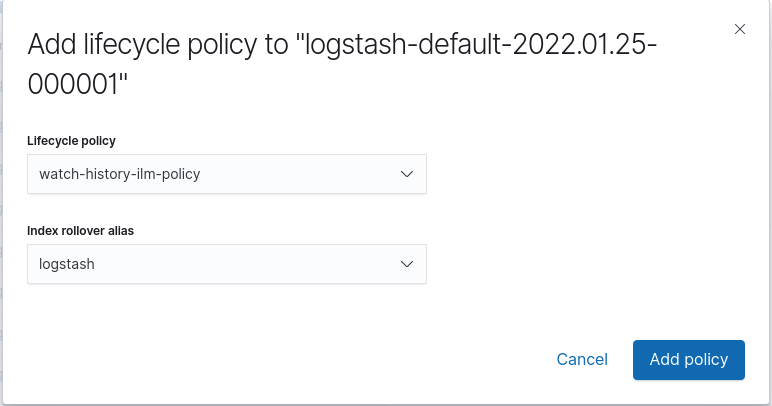 Add lifecycle policy to "logstash-default-2022.01.25-
000001"
Lifecycle policy
watch-history-ilm-policy
Index rollover alias
logstash
Cancel
Add policy